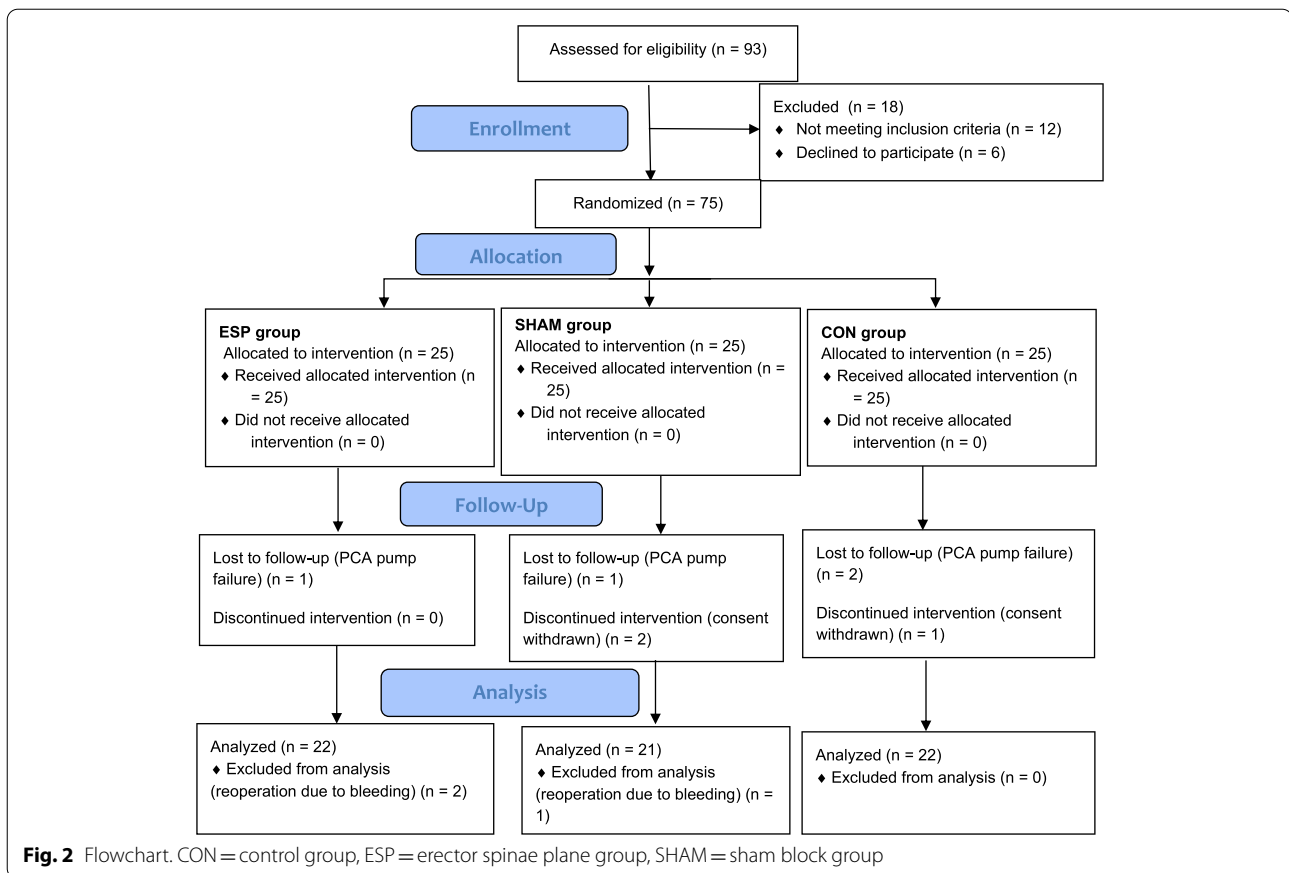 Assessed for eligibility (n = 93)
Enrollment
Excluded (n = 18)
♦ Not meeting inclusion criteria (n = 12)
♦ Declined to participate (n = 6)
Randomized (n = 75)
Allocation
ESP group
Allocated to intervention (n = 25)
♦ Received allocated intervention (n
= 25)
♦ Did not receive allocated
intervention (n = 0)
SHAM group
Allocated to intervention (n = 25)
♦ Received allocated intervention (n =
25)
♦ Did not receive allocated
intervention (n = 0)
CON group
Allocated to intervention (n = 25)
♦ Received allocated intervention (n
= 25)
♦ Did not receive allocated
intervention (n = 0)
Follow-Up
Lost to follow-up (PCA pump
failure) (n = 1)
Discontinued intervention (n = 0)
Lost to follow-up (PCA pump
failure) (n = 1)
Discontinued intervention (consent
withdrawn) (n = 2)
Lost to follow-up (PCA pump failure)
(n = 2)
Discontinued intervention (consent
withdrawn) (n = 1)
Analysis
Analyzed (n = 22)
♦ Excluded from analysis
(reoperation due to bleeding) (n = 2)
Analyzed (n = 21)
♦ Excluded from analysis
(reoperation due to bleeding) (n =
1)
Analyzed (n = 22)
♦ Excluded from analysis (n = 0)
Fig. 2 Flowchart. CON = control group, ESP = erector spinae plane group, SHAM = sham block group